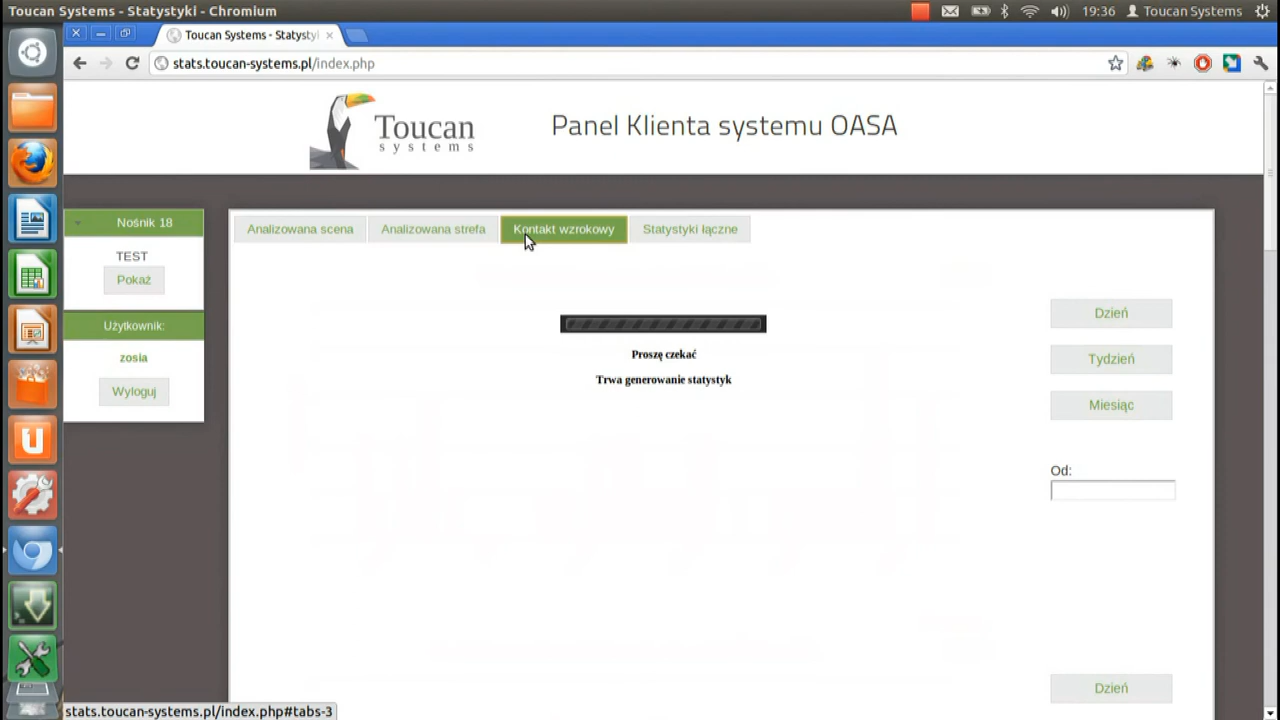 Toucan Systems - Statystyki - Chromium
19:36
Toucan Systems
Toucan Systems - Statystyki
stats.toucan-systems.pl/index.php
Toucan
systems
Panel Klienta systemu OASA
Nośnik 18
TEST
Pokaż
Użytkownik:
zosia
Wyloguj
Analizowana scena
Analizowana strefa
Kontakt wzrokowy
Statystyki łączne
Proszę czekać
Trwa generowanie statystyk
Dzień
Tydzień
Miesiąc
Od:
Dzień
stats.toucan-systems.pl/index.php#tabs-3